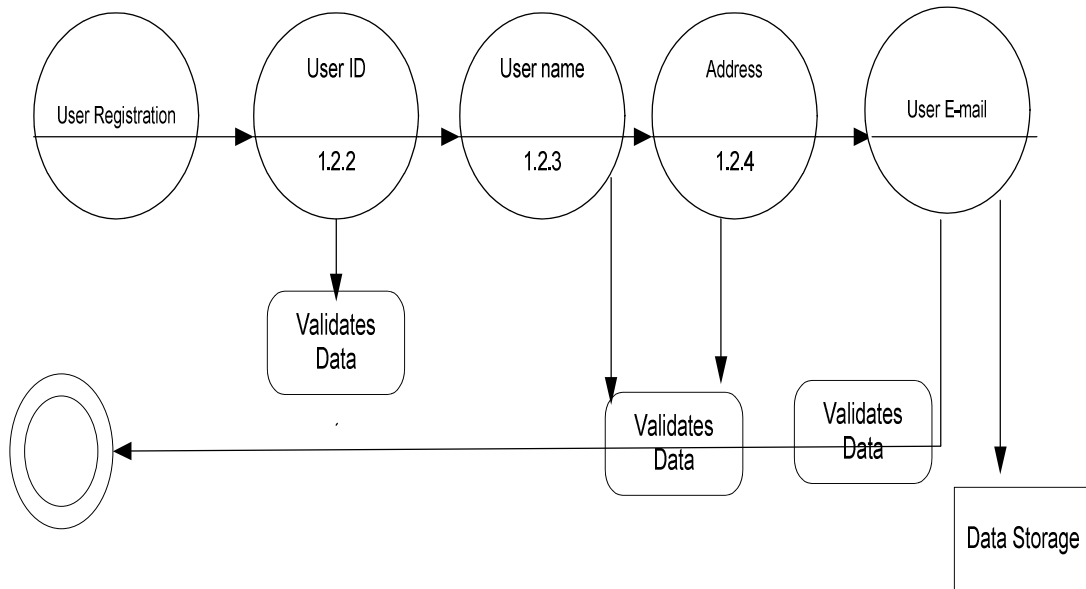 User Registration
User ID
1.2.2
User name
1.2.3
Address
1.2.4
User E-mail
Validates
Data
Validates
Data
Validates
Data
Data Storage